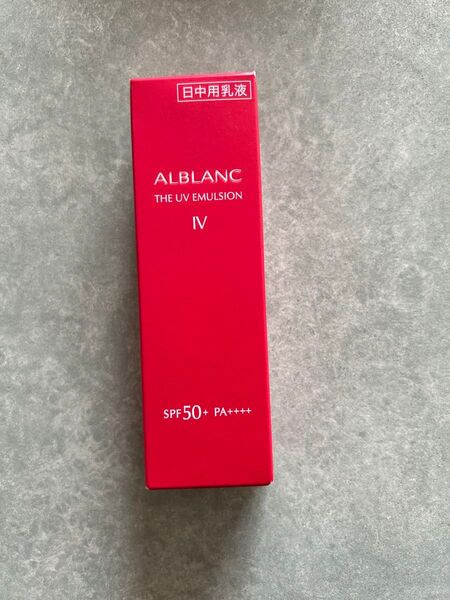 日中用乳液
ALBLANC
THE UV EMULSION
IV
SPF50+ PA++++